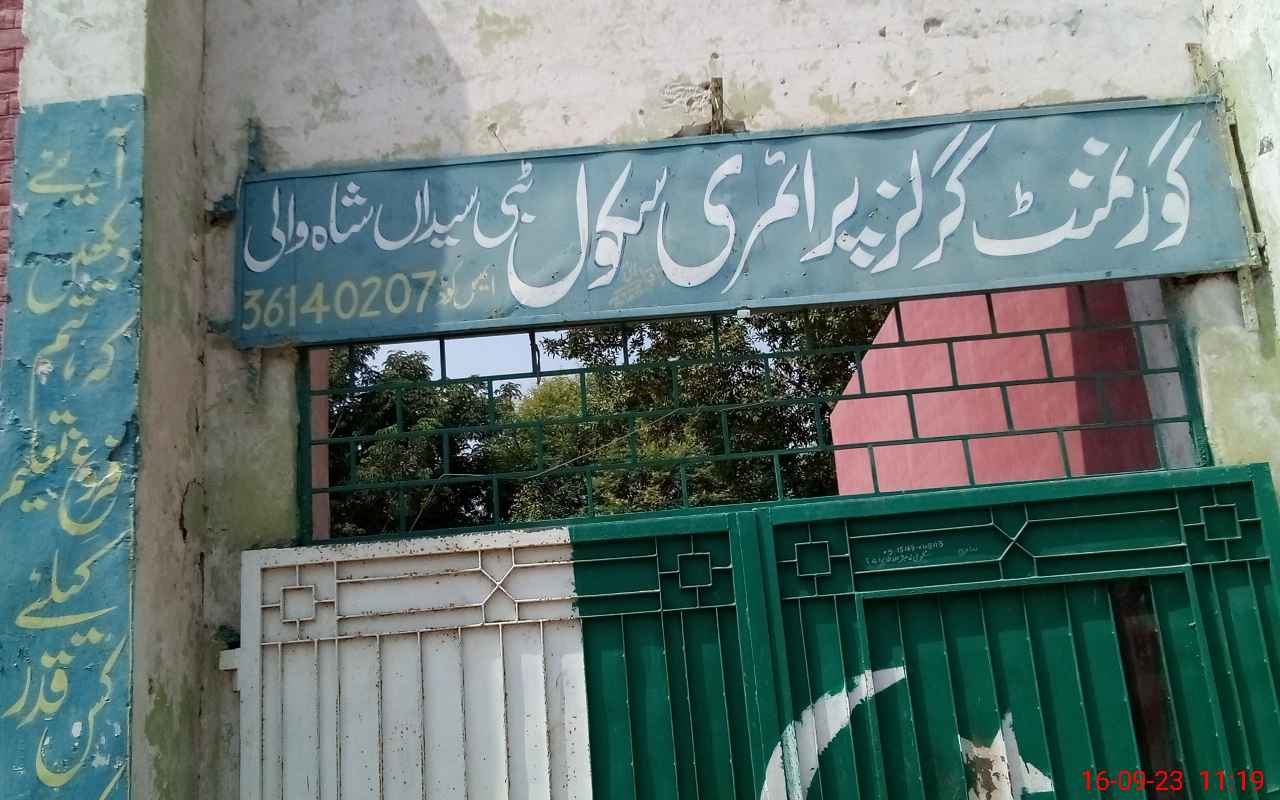 گورنمنٹ گرلز پرائمری سکول ٹبی سیداں شاہ والی
ایمس کوڈ 36140207
آیئے
دیکھیں
کہ ہم
فروغ تعلیم
کیلئے
کس قدر
16-09-23 11:19